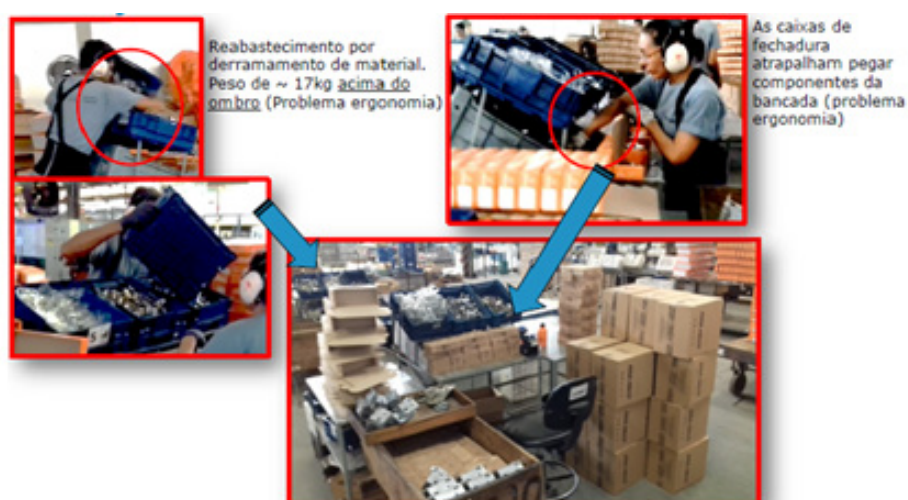 Reabastecimento por
derramamento de material.
Peso de ~ 17kg acima do
ombro (Problema ergonomia)
As caixas de
fechadura
atrapalham pegar
componentes da
bancada (problema
ergonomia)